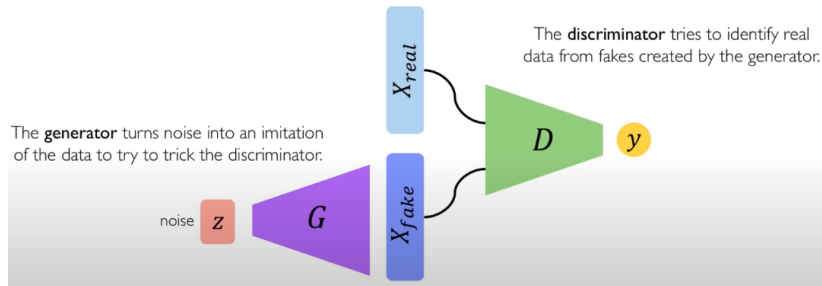 The discriminator tries to identify real
data from fakes created by the generator.
X_real
D
y
The generator turns noise into an imitation
of the data to try to trick the discriminator.
noise
z
G
X_fake